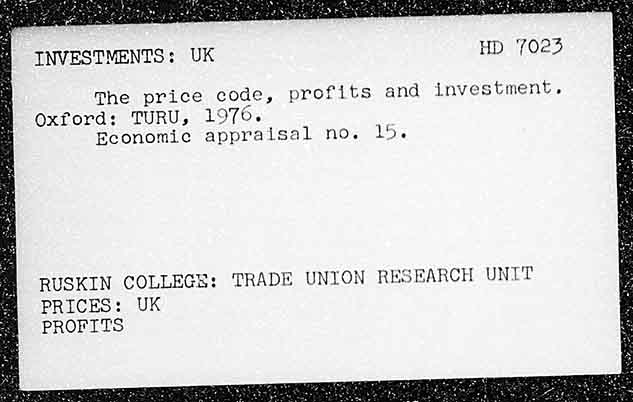 INVESTMENTS: UK HD 7023
The price code, profits and investment.
Oxford: TURU, 1976.
Economic appraisal no. 15.
RUSKIN COLLEGE: TRADE UNION RESEARCH UNIT
PRICES: UK
PROFITS